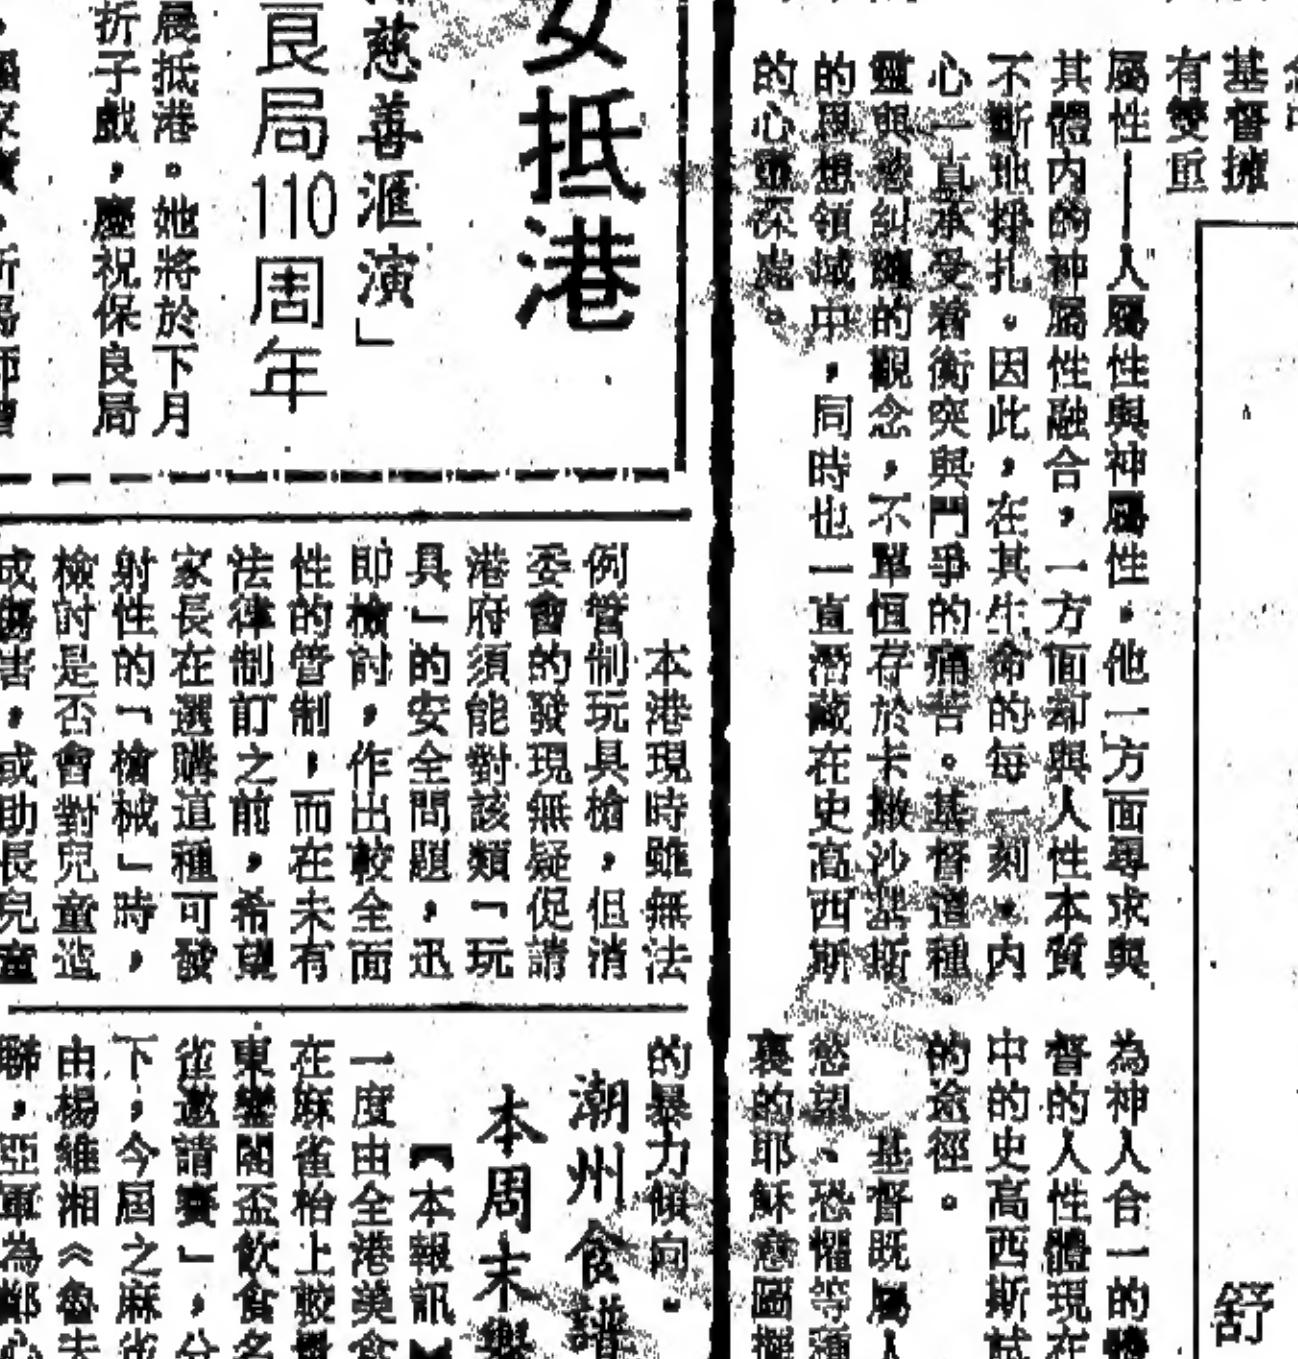 基督擁
有雙重
屬性——人屬性與神屬性，他一方面尋求與
其體內的神屬性融合，一方面却與人性本質
不斷地掙扎。因此，在其生命的每一刻，內
心一直承受着衝突與鬥爭的痛苦。基督這種
靈與慾糾纏的觀念，不單恒存於卡撒沙基斯
的思想領域中，同時也一直潛藏在史高西斯
的心靈深處。
為神人合一的體
督的人性體現在
中的史高西斯試
的途徑。
基督既屬人
慾望、恐懼等
裏的耶穌意圖
舒
女抵港
慈善滙演」
良局110周年
晨抵港。她將於下月
折子戲，慶祝保良局
本港現時雖無法
例管制玩具槍，但消
委會的發現無疑促請
港府須能對該類「玩
具」的安全問題，迅
即檢討，作出較全面
性的管制，而在未有
法律制訂之前，希望
家長在選購這種可發
射性的「槍械」時，
檢討是否會對兒童造
成傷害，或助長兒童
的暴力傾向。
潮州食譜
本周末
【本報訊】
一度由全港美食
在麻雀枱上較
東鑾閣盃飲食名
雀邀請賽」，分
下，今屆之麻雀
由楊維湘《魯夫
聯，亞軍為鄭心